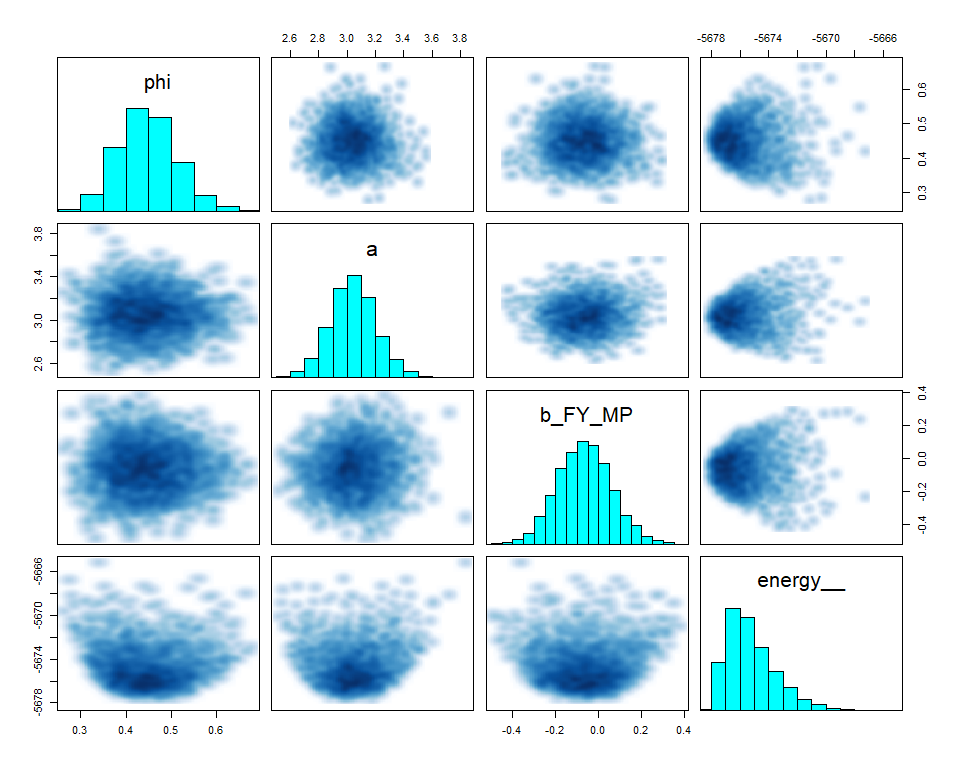 2.6 2.8 3.0 3.2 3.4 3.6 3.8
-5678 -5674 -5670 -5666
phi
0.3 0.4 0.5 0.6
a
2.6 3.0 3.4 3.8
b_FY_MP
-0.4 -0.2 0.0 0.2 0.4
energy__
-5678 -5674 -5670 -5666
0.3 0.4 0.5 0.6
-0.4 -0.2 0.0 0.2 0.4